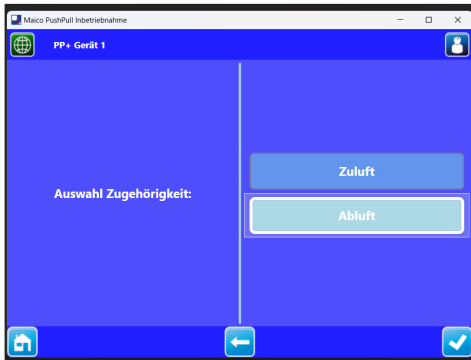 Maico PushPull Inbetriebnahme
PP+ Gerät 1
Auswahl Zugehörigkeit:
Zuluft
Abluft